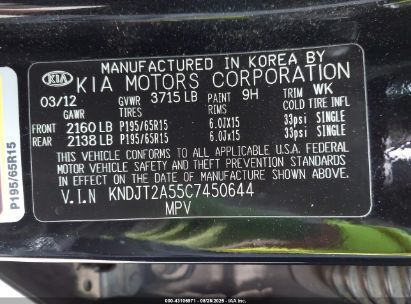 MANUFACTURED IN KOREA BY
KIA KIA MOTORS CORPORATION
03/12 GVWR 3715 LB PAINT 9H TRIM WK
GAWR TIRES RIMS COLD TIRE INFL
FRONT 2160 LB P195/65R15 6.0JX15 33psi SINGLE
REAR 2138 LB P195/65R15 6.0Jx15 33psi SINGLE
THIS VEHICLE CONFORMS TO ALL APPLICABLE U.S.A. FEDERAL
MOTOR VEHICLE SAFETY, BUMPER, AND THEFT PREVENTION
STANDARDS IN EFFECT ON THE DATE OF MANUFACTURE SHOWN
ABOVE.
V.I.N KNDJT2A55C7450644
MPV
P195/65R15